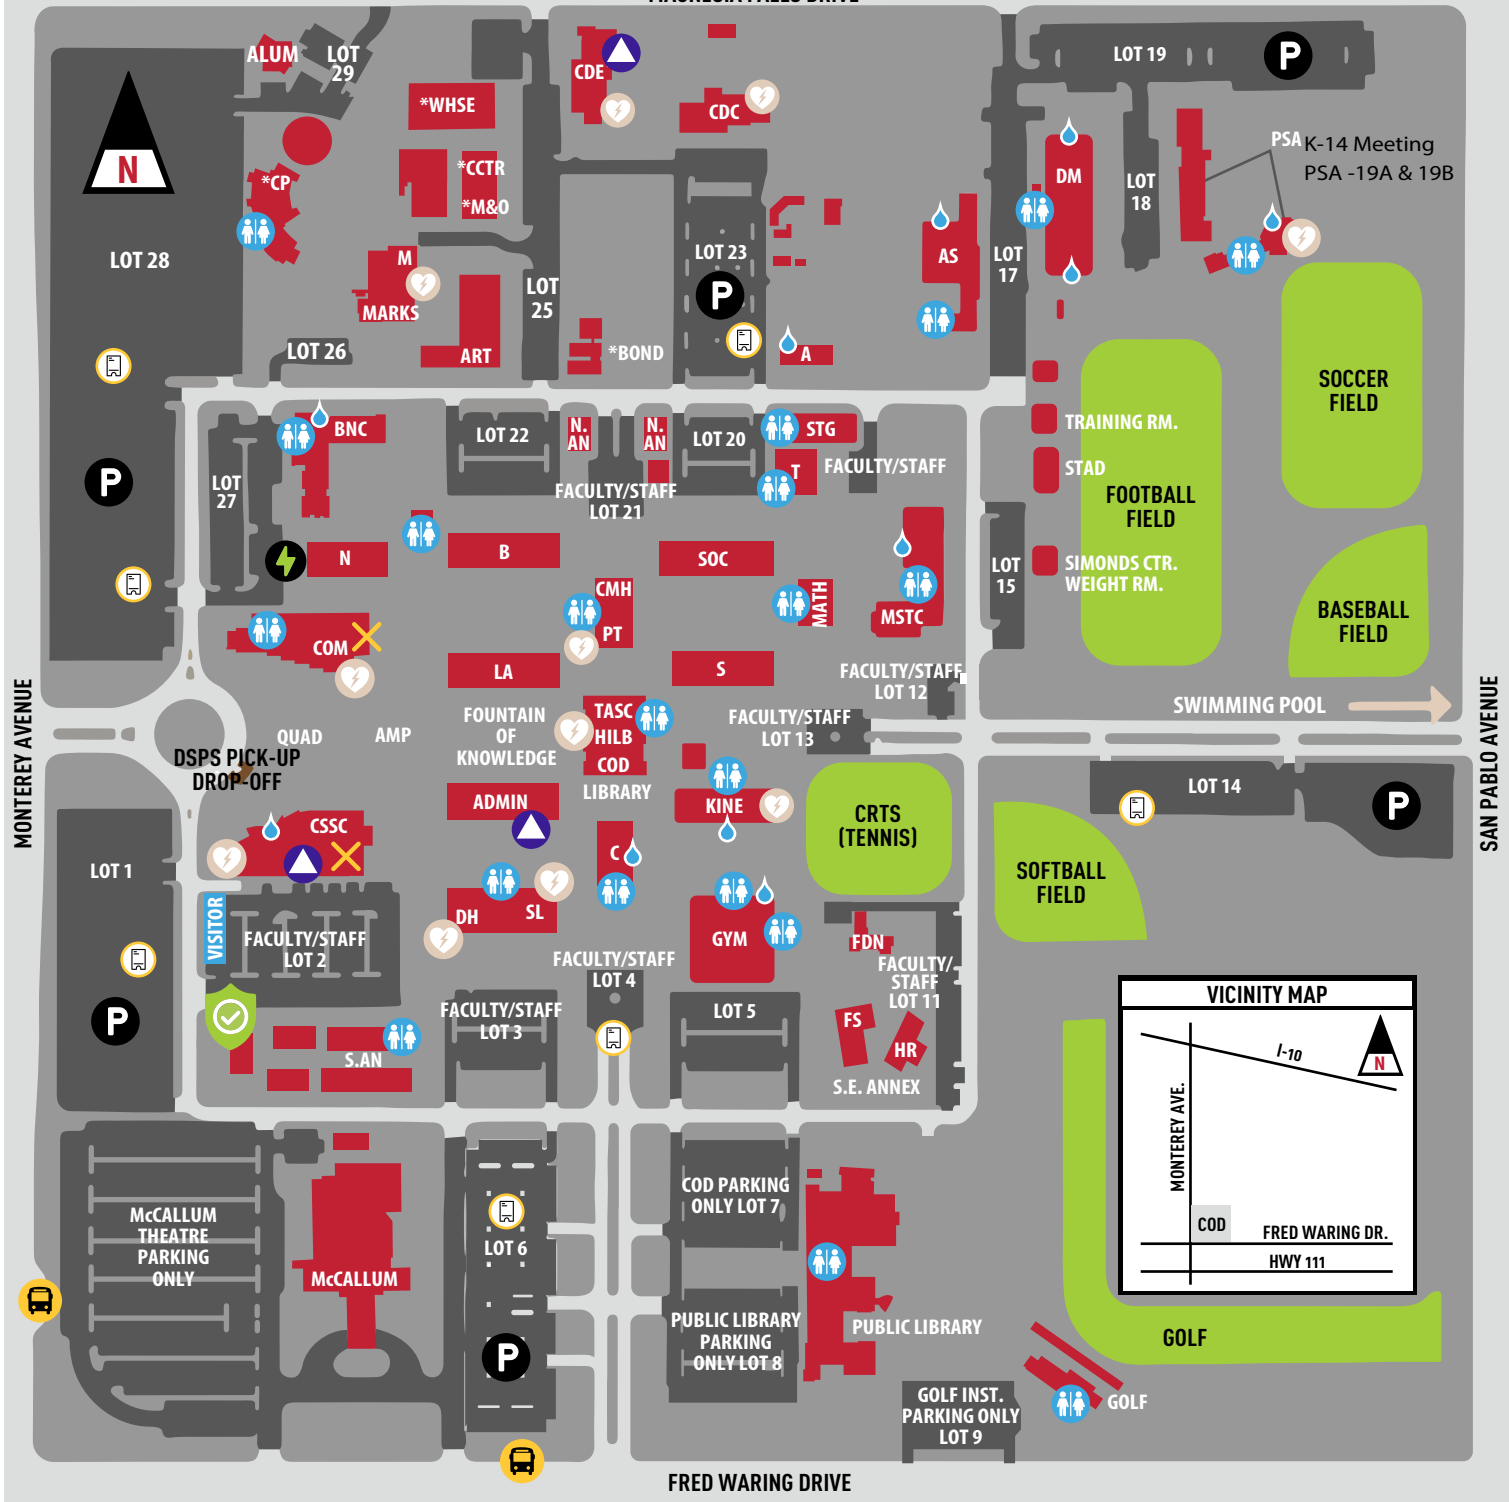 MAGNESIA FALLS DRIVE
ALUM
LOT
29
CDE
*WHSE
CDC
LOT 19
P
N
*CP
*CCTR
*M&O
PSA
K-14 Meeting
PSA -19A & 19B
DM
LOT
18
LOT 28
M
MARKS
LOT
25
LOT 23
P
AS
LOT
17
LOT 26
ART
*BOND
A
SOCCER
FIELD
BNC
LOT 22
N.
AN
N.
AN
LOT 20
STG
TRAINING RM.
P
LOT
27
FACULTY/STAFF
LOT 21
T
FACULTY/STAFF
STAD
FOOTBALL
FIELD
N
B
SOC
LOT
15
SIMONDS CTR.
WEIGHT RM.
CMH
PT
MATH
MSTC
BASEBALL
FIELD
COM
LA
S
FACULTY/STAFF
LOT 12
MONTEREY AVENUE
SWIMMING POOL
SAN PABLO AVENUE
QUAD
AMP
FOUNTAIN
OF
KNOWLEDGE
TASC
HILB
COD
LIBRARY
FACULTY/STAFF
LOT 13
DSPS PICK-UP
DROP-OFF
ADMIN
KINE
CRTS
(TENNIS)
LOT 14
P
CSSC
C
LOT 1
SOFTBALL
FIELD
VISITOR
FACULTY/STAFF
LOT 2
DH
SL
GYM
FDN
FACULTY/STAFF
LOT 4
FACULTY/
STAFF
LOT 11
P
FACULTY/STAFF
LOT 3
LOT 5
FS
HR
S.AN
S.E. ANNEX
VICINITY MAP
I-10
N
MONTEREY AVE.
COD
FRED WARING DR.
HWY 111
McCALLUM
THEATRE
PARKING
ONLY
McCALLUM
LOT 6
P
COD PARKING
ONLY LOT 7
PUBLIC LIBRARY
PARKING
ONLY LOT 8
PUBLIC LIBRARY
GOLF
GOLF INST.
PARKING ONLY
LOT 9
GOLF
FRED WARING DRIVE